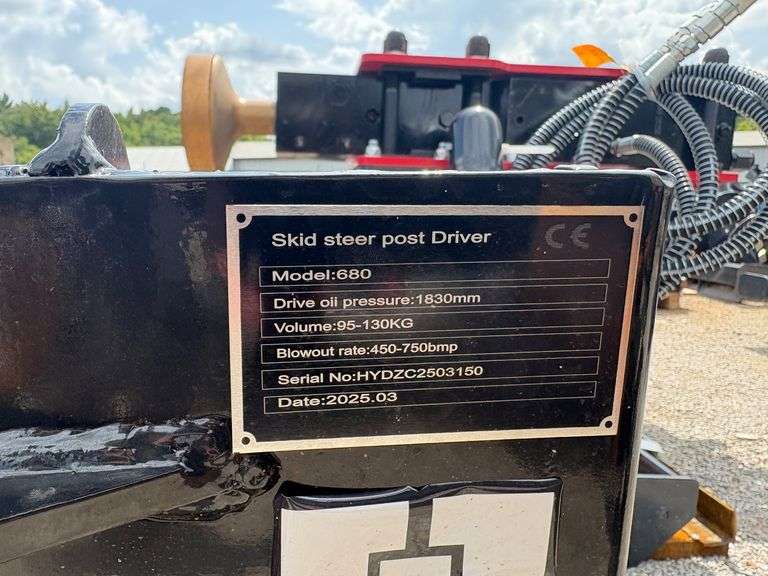 Skid steer post Driver CE
Model:680
Drive oil pressure:1830mm
Volume:95-130KG
Blowout rate:450-750bmp
Serial No:HYDZC2503150
Date:2025.03